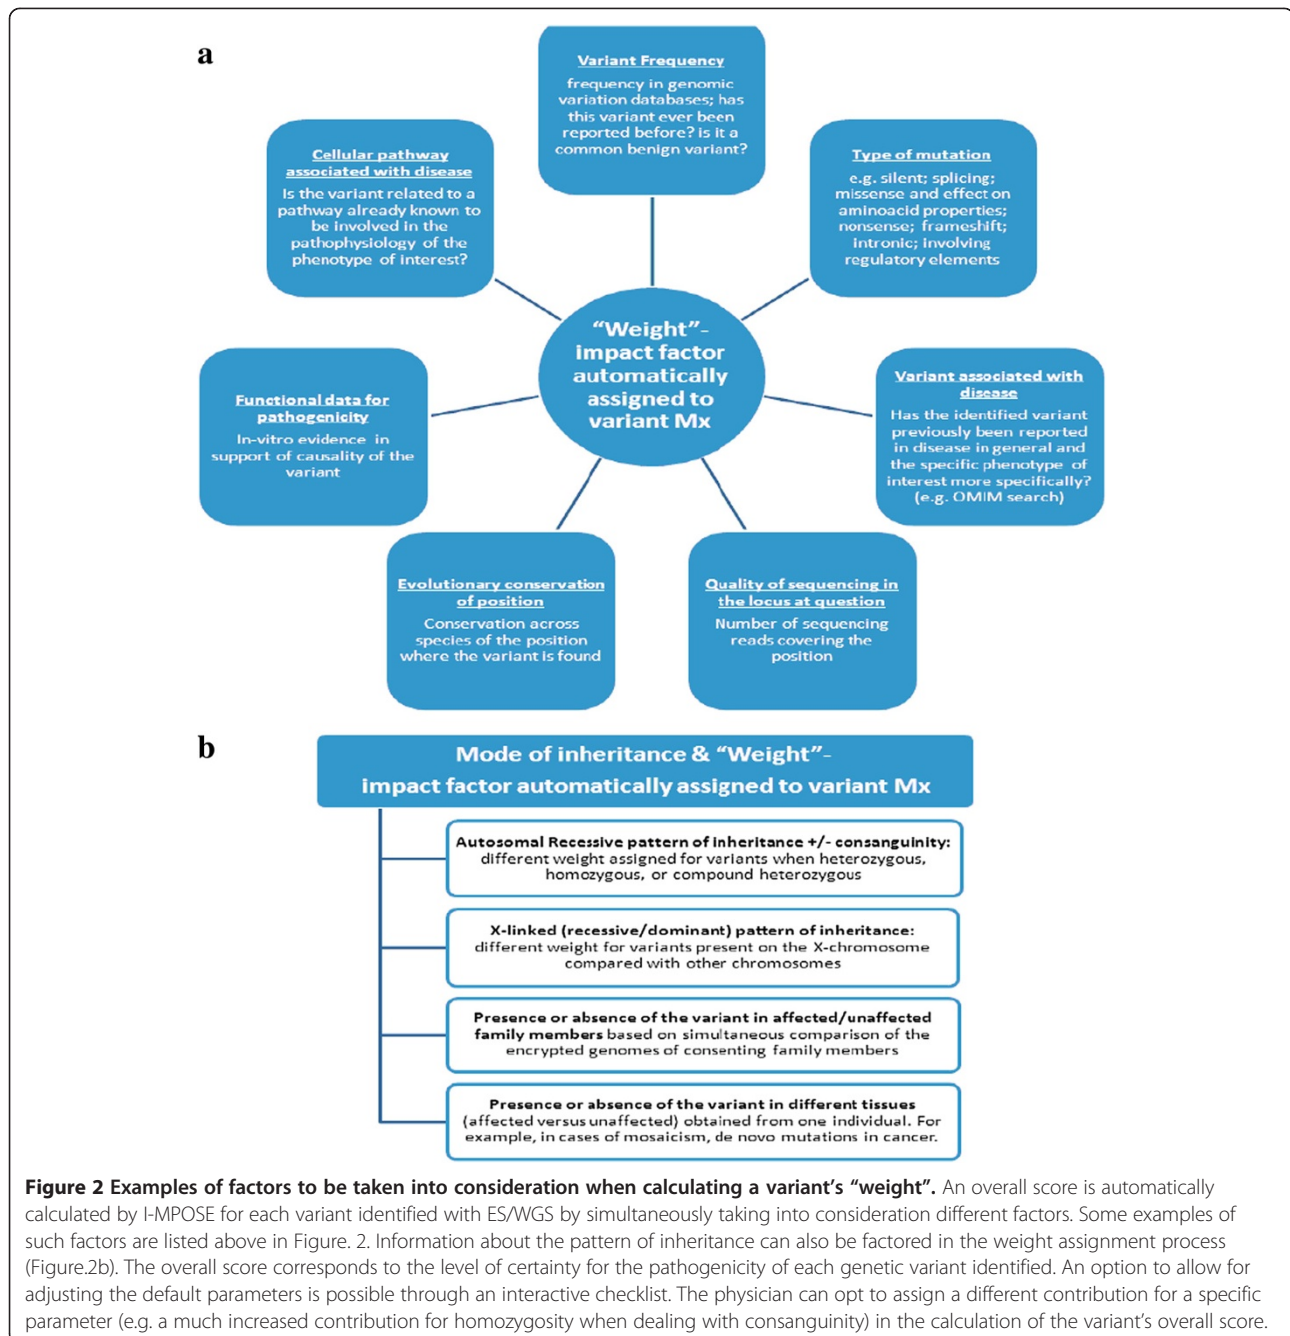 a
Variant Frequency
frequency in genomic
variation databases; has
this variant ever been
reported before? is it a
common benign variant?
Cellular pathway
associated with disease
Is the variant related to a
pathway already known to
be involved in the
pathophysiology of the
phenotype of interest?
Type of mutation
e.g. silent; splicing;
missense and effect on
aminoacid properties;
nonsense; frameshift;
intronic; involving
regulatory elements
"Weight"-
impact factor
automatically
assigned to
variant Mx
Functional data for
pathogenicity
In-vitro evidence in
support of causality of the
variant
Variant associated with
disease
Has the identified variant
previously been reported
in disease in general and
the specific phenotype of
interest more specifically?
(e.g. OMIM search)
Evolutionary conservation
of position
Conservation across
species of the position
where the variant is found
Quality of sequencing in
the locus at question
Number of sequencing
reads covering the
position
b
Mode of inheritance & "Weight"-
impact factor automatically assigned to variant Mx
Autosomal Recessive pattern of inheritance +/- consanguinity:
different weight assigned for variants when heterozygous,
homozygous, or compound heterozygous
X-linked (recessive/dominant) pattern of inheritance:
different weight for variants present on the X-chromosome
compared with other chromosomes
Presence or absence of the variant in affected/unaffected
family members based on simultaneous comparison of the
encrypted genomes of consenting family members
Presence or absence of the variant in different tissues
(affected versus unaffected) obtained from one individual. For
example, in cases of mosaicism, de novo mutations in cancer.
Figure 2 Examples of factors to be taken into consideration when calculating a variant's "weight". An overall score is automatically
calculated by I-MPOSE for each variant identified with ES/WGS by simultaneously taking into consideration different factors. Some examples of
such factors are listed above in Figure. 2. Information about the pattern of inheritance can also be factored in the weight assignment process
(Figure.2b). The overall score corresponds to the level of certainty for the pathogenicity of each genetic variant identified. An option to allow for
adjusting the default parameters is possible through an interactive checklist. The physician can opt to assign a different contribution for a specific
parameter (e.g. a much increased contribution for homozygosity when dealing with consanguinity) in the calculation of the variant's overall score.